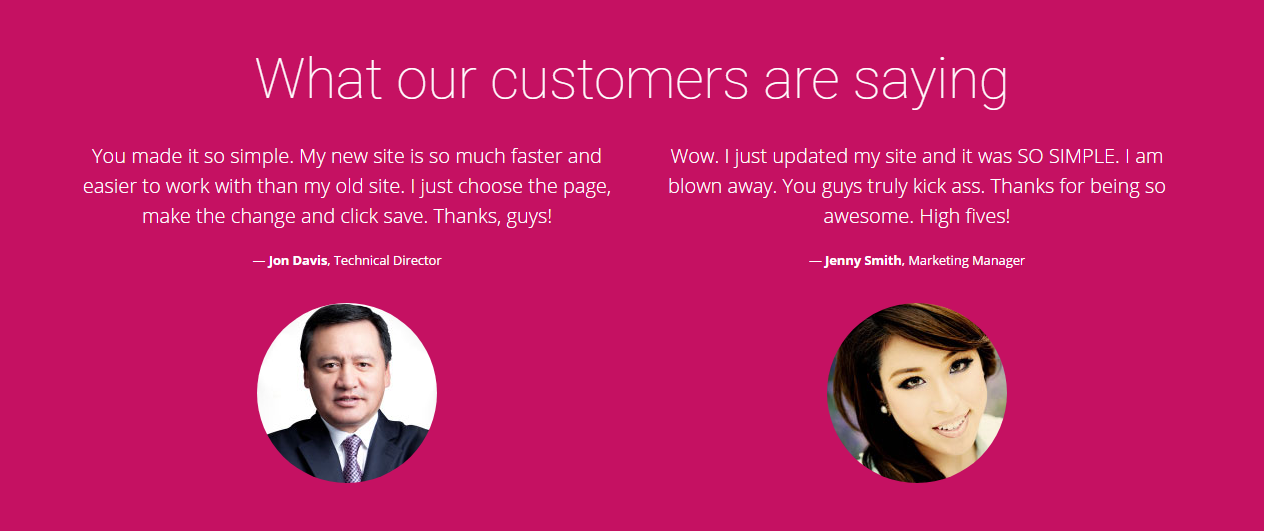 What our customers are saying
You made it so simple. My new site is so much faster and
easier to work with than my old site. I just choose the page,
make the change and click save. Thanks, guys!
— Jon Davis, Technical Director
Wow. I just updated my site and it was SO SIMPLE. I am
blown away. You guys truly kick ass. Thanks for being so
awesome. High fives!
— Jenny Smith, Marketing Manager